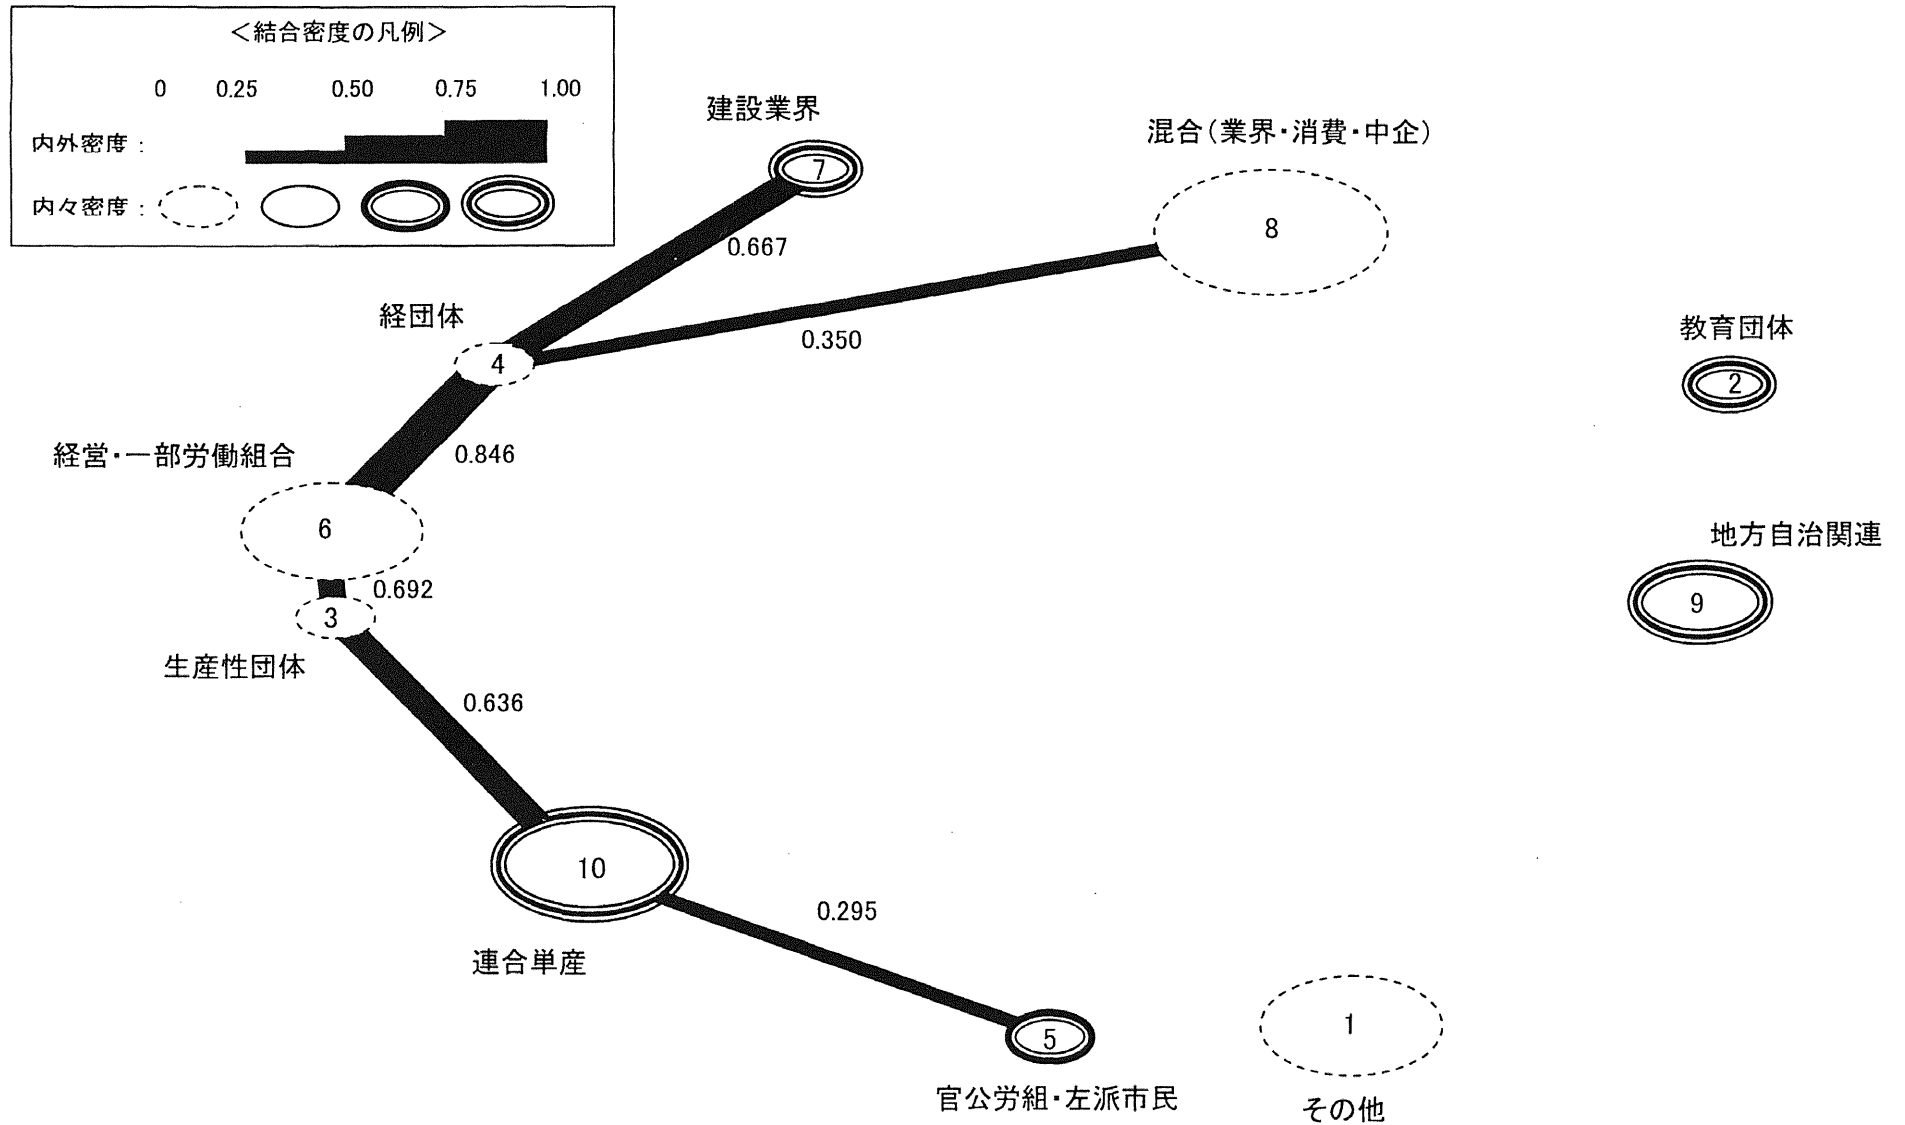 ＜結合密度の凡例＞
0 0.25 0.50 0.75 1.00
内外密度：
内々密度：
建設業界
7
混合（業界・消費・中企）
8
0.667
経団体
0.350
4
教育団体
2
0.846
経営・一部労働組合
6
地方自治関連
9
0.692
3
生産性団体
0.636
10
0.295
連合単産
5
1
官公労組・左派市民
その他